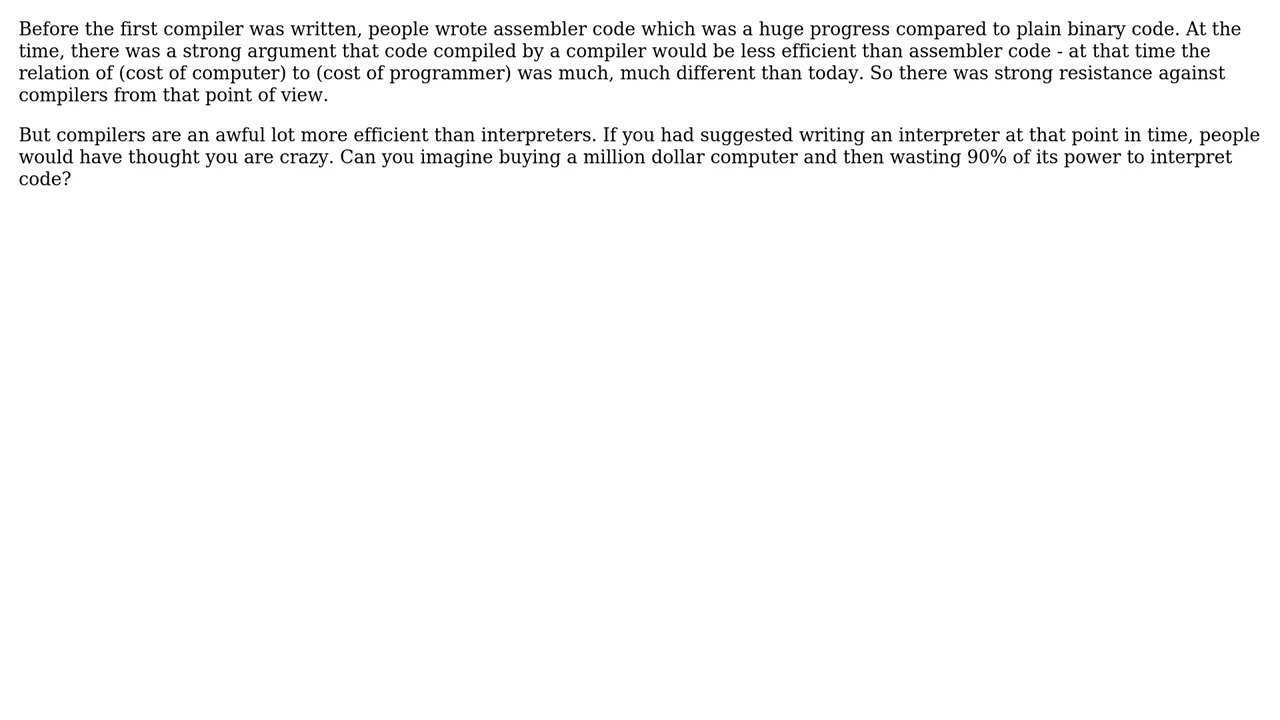 Before the first compiler was written, people wrote assembler code which was a huge progress compared to plain binary code. At the
time, there was a strong argument that code compiled by a compiler would be less efficient than assembler code - at that time the
relation of (cost of computer) to (cost of programmer) was much, much different than today. So there was strong resistance against
compilers from that point of view.
But compilers are an awful lot more efficient than interpreters. If you had suggested writing an interpreter at that point in time, people
would have thought you are crazy. Can you imagine buying a million dollar computer and then wasting 90% of its power to interpret
code?